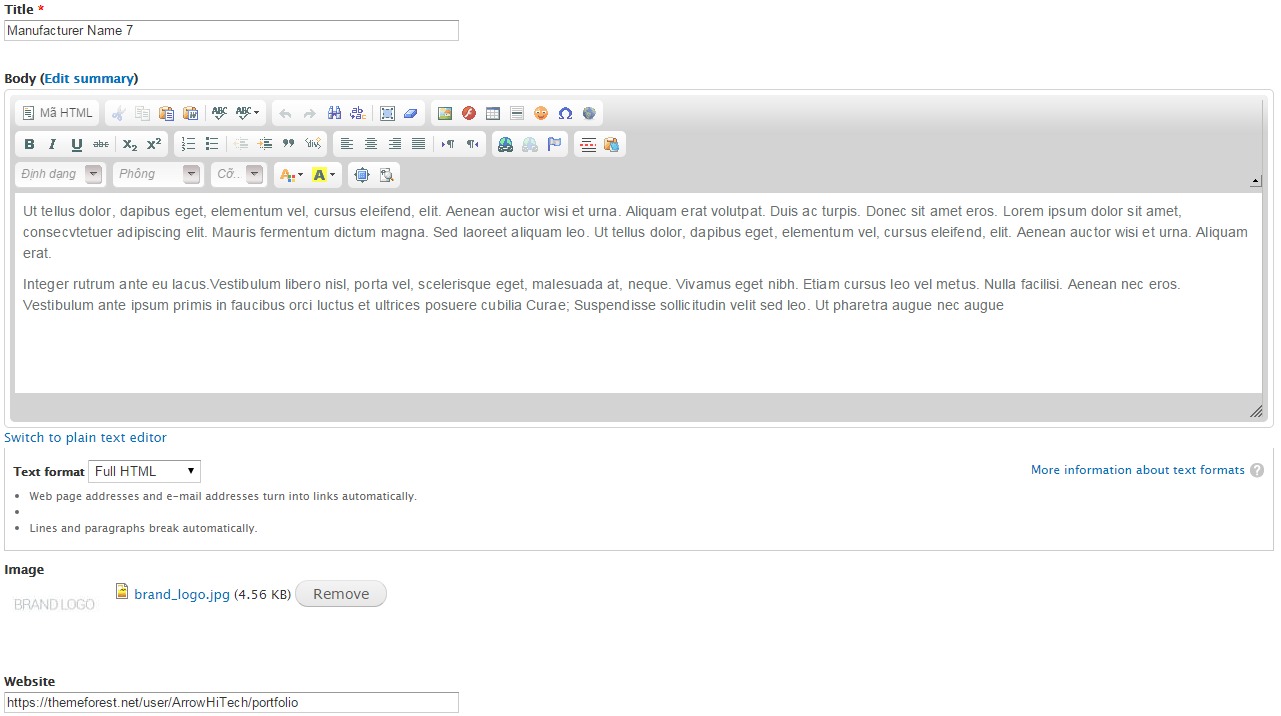 Title *
Manufacturer Name 7
Body (Edit summary)
Mã HTML
ABC ABC
B I U abc X₂ X²
Định dạng Phông Cỡ.. A A
Ut tellus dolor, dapibus eget, elementum vel, cursus eleifend, elit. Aenean auctor wisi et urna. Aliquam erat volutpat. Duis ac turpis. Donec sit amet eros. Lorem ipsum dolor sit amet,
consecvtetuer adipiscing elit. Mauris fermentum dictum magna. Sed laoreet aliquam leo. Ut tellus dolor, dapibus eget, elementum vel, cursus eleifend, elit. Aenean auctor wisi et urna. Aliquam
erat.
Integer rutrum ante eu lacus.Vestibulum libero nisl, porta vel, scelerisque eget, malesuada at, neque. Vivamus eget nibh. Etiam cursus leo vel metus. Nulla facilisi. Aenean nec eros.
Vestibulum ante ipsum primis in faucibus orci luctus et ultrices posuere cubilia Curae; Suspendisse sollicitudin velit sed leo. Ut pharetra augue nec augue
Switch to plain text editor
Text format Full HTML
More information about text formats ?
Web page addresses and e-mail addresses turn into links automatically.
Lines and paragraphs break automatically.
Image
BRAND LOGO
brand_logo.jpg (4.56 KB) Remove
Website
https://themeforest.net/user/ArrowHiTech/portfolio